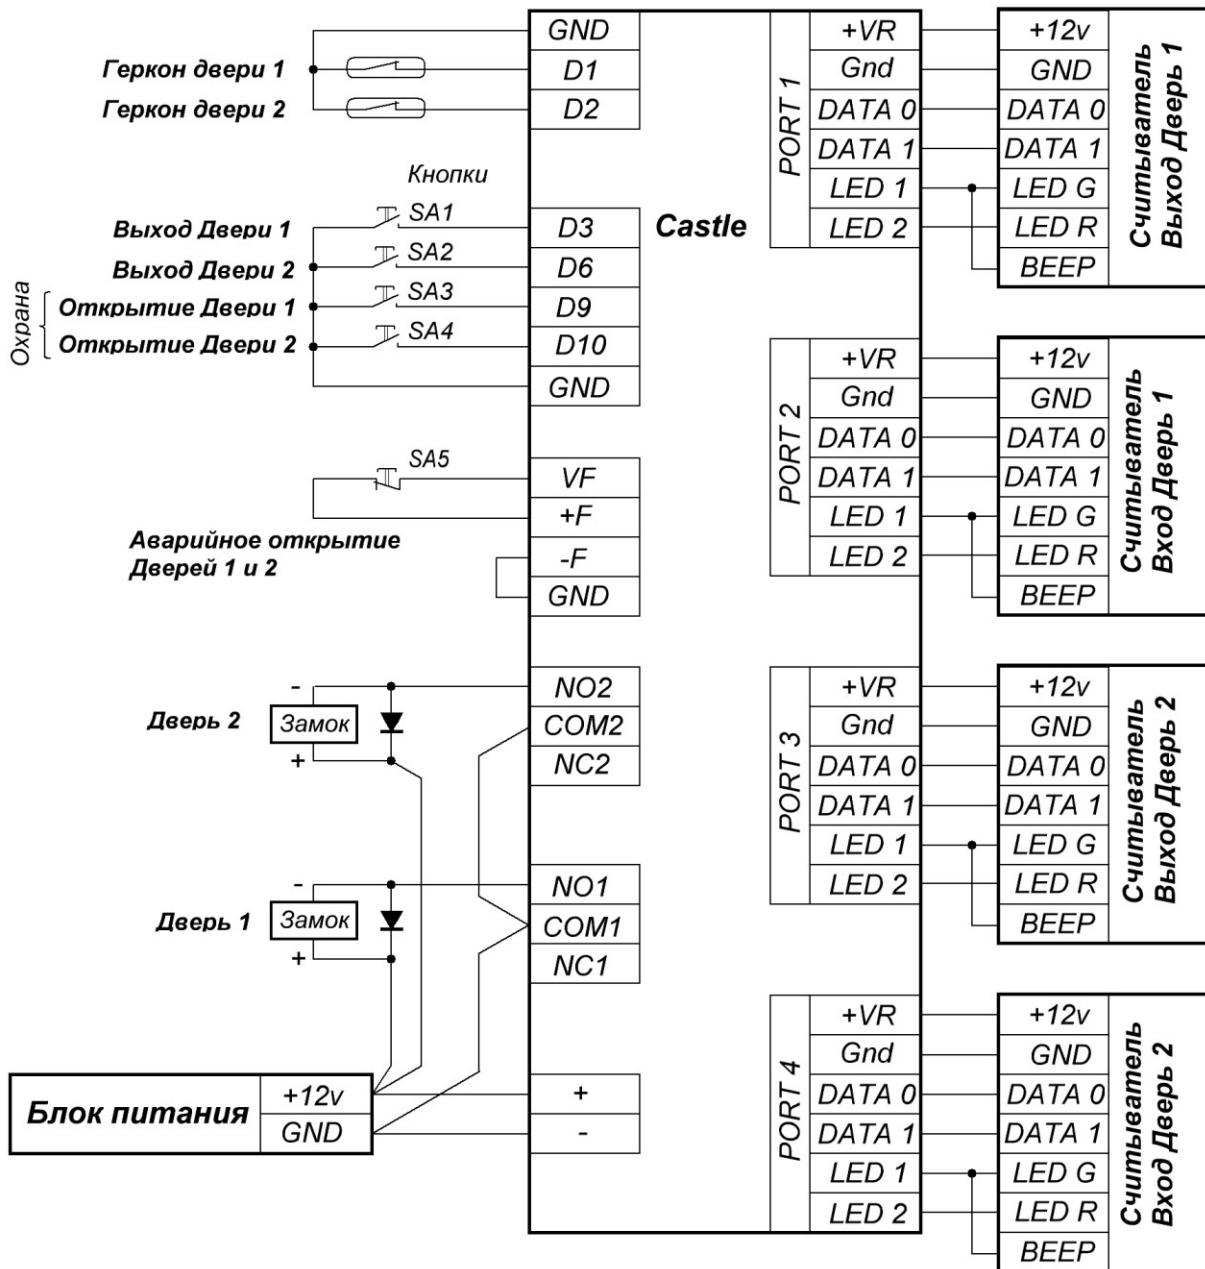 Геркон двери 1
Геркон двери 2
GND
D1
D2
Кнопки
Выход Двери 1
SA1
Выход Двери 2
SA2
Охрана
Открытие Двери 1
SA3
Открытие Двери 2
SA4
D3
D6
D9
D10
GND
SA5
Аварийное открытие
Дверей 1 и 2
VF
+F
-F
GND
Дверь 2
-
Замок
+
NO2
COM2
NC2
Дверь 1
-
Замок
+
NO1
COM1
NC1
Блок питания
+12v
GND
+
-
Castle
PORT 1
+VR
Gnd
DATA 0
DATA 1
LED 1
LED 2
+12v
GND
DATA 0
DATA 1
LED G
LED R
BEEP
Считыватель
Выход Дверь 1
PORT 2
+VR
Gnd
DATA 0
DATA 1
LED 1
LED 2
+12v
GND
DATA 0
DATA 1
LED G
LED R
BEEP
Считыватель
Вход Дверь 1
PORT 3
+VR
Gnd
DATA 0
DATA 1
LED 1
LED 2
+12v
GND
DATA 0
DATA 1
LED G
LED R
BEEP
Считыватель
Выход Дверь 2
PORT 4
+VR
Gnd
DATA 0
DATA 1
LED 1
LED 2
+12v
GND
DATA 0
DATA 1
LED G
LED R
BEEP
Считыватель
Вход Дверь 2